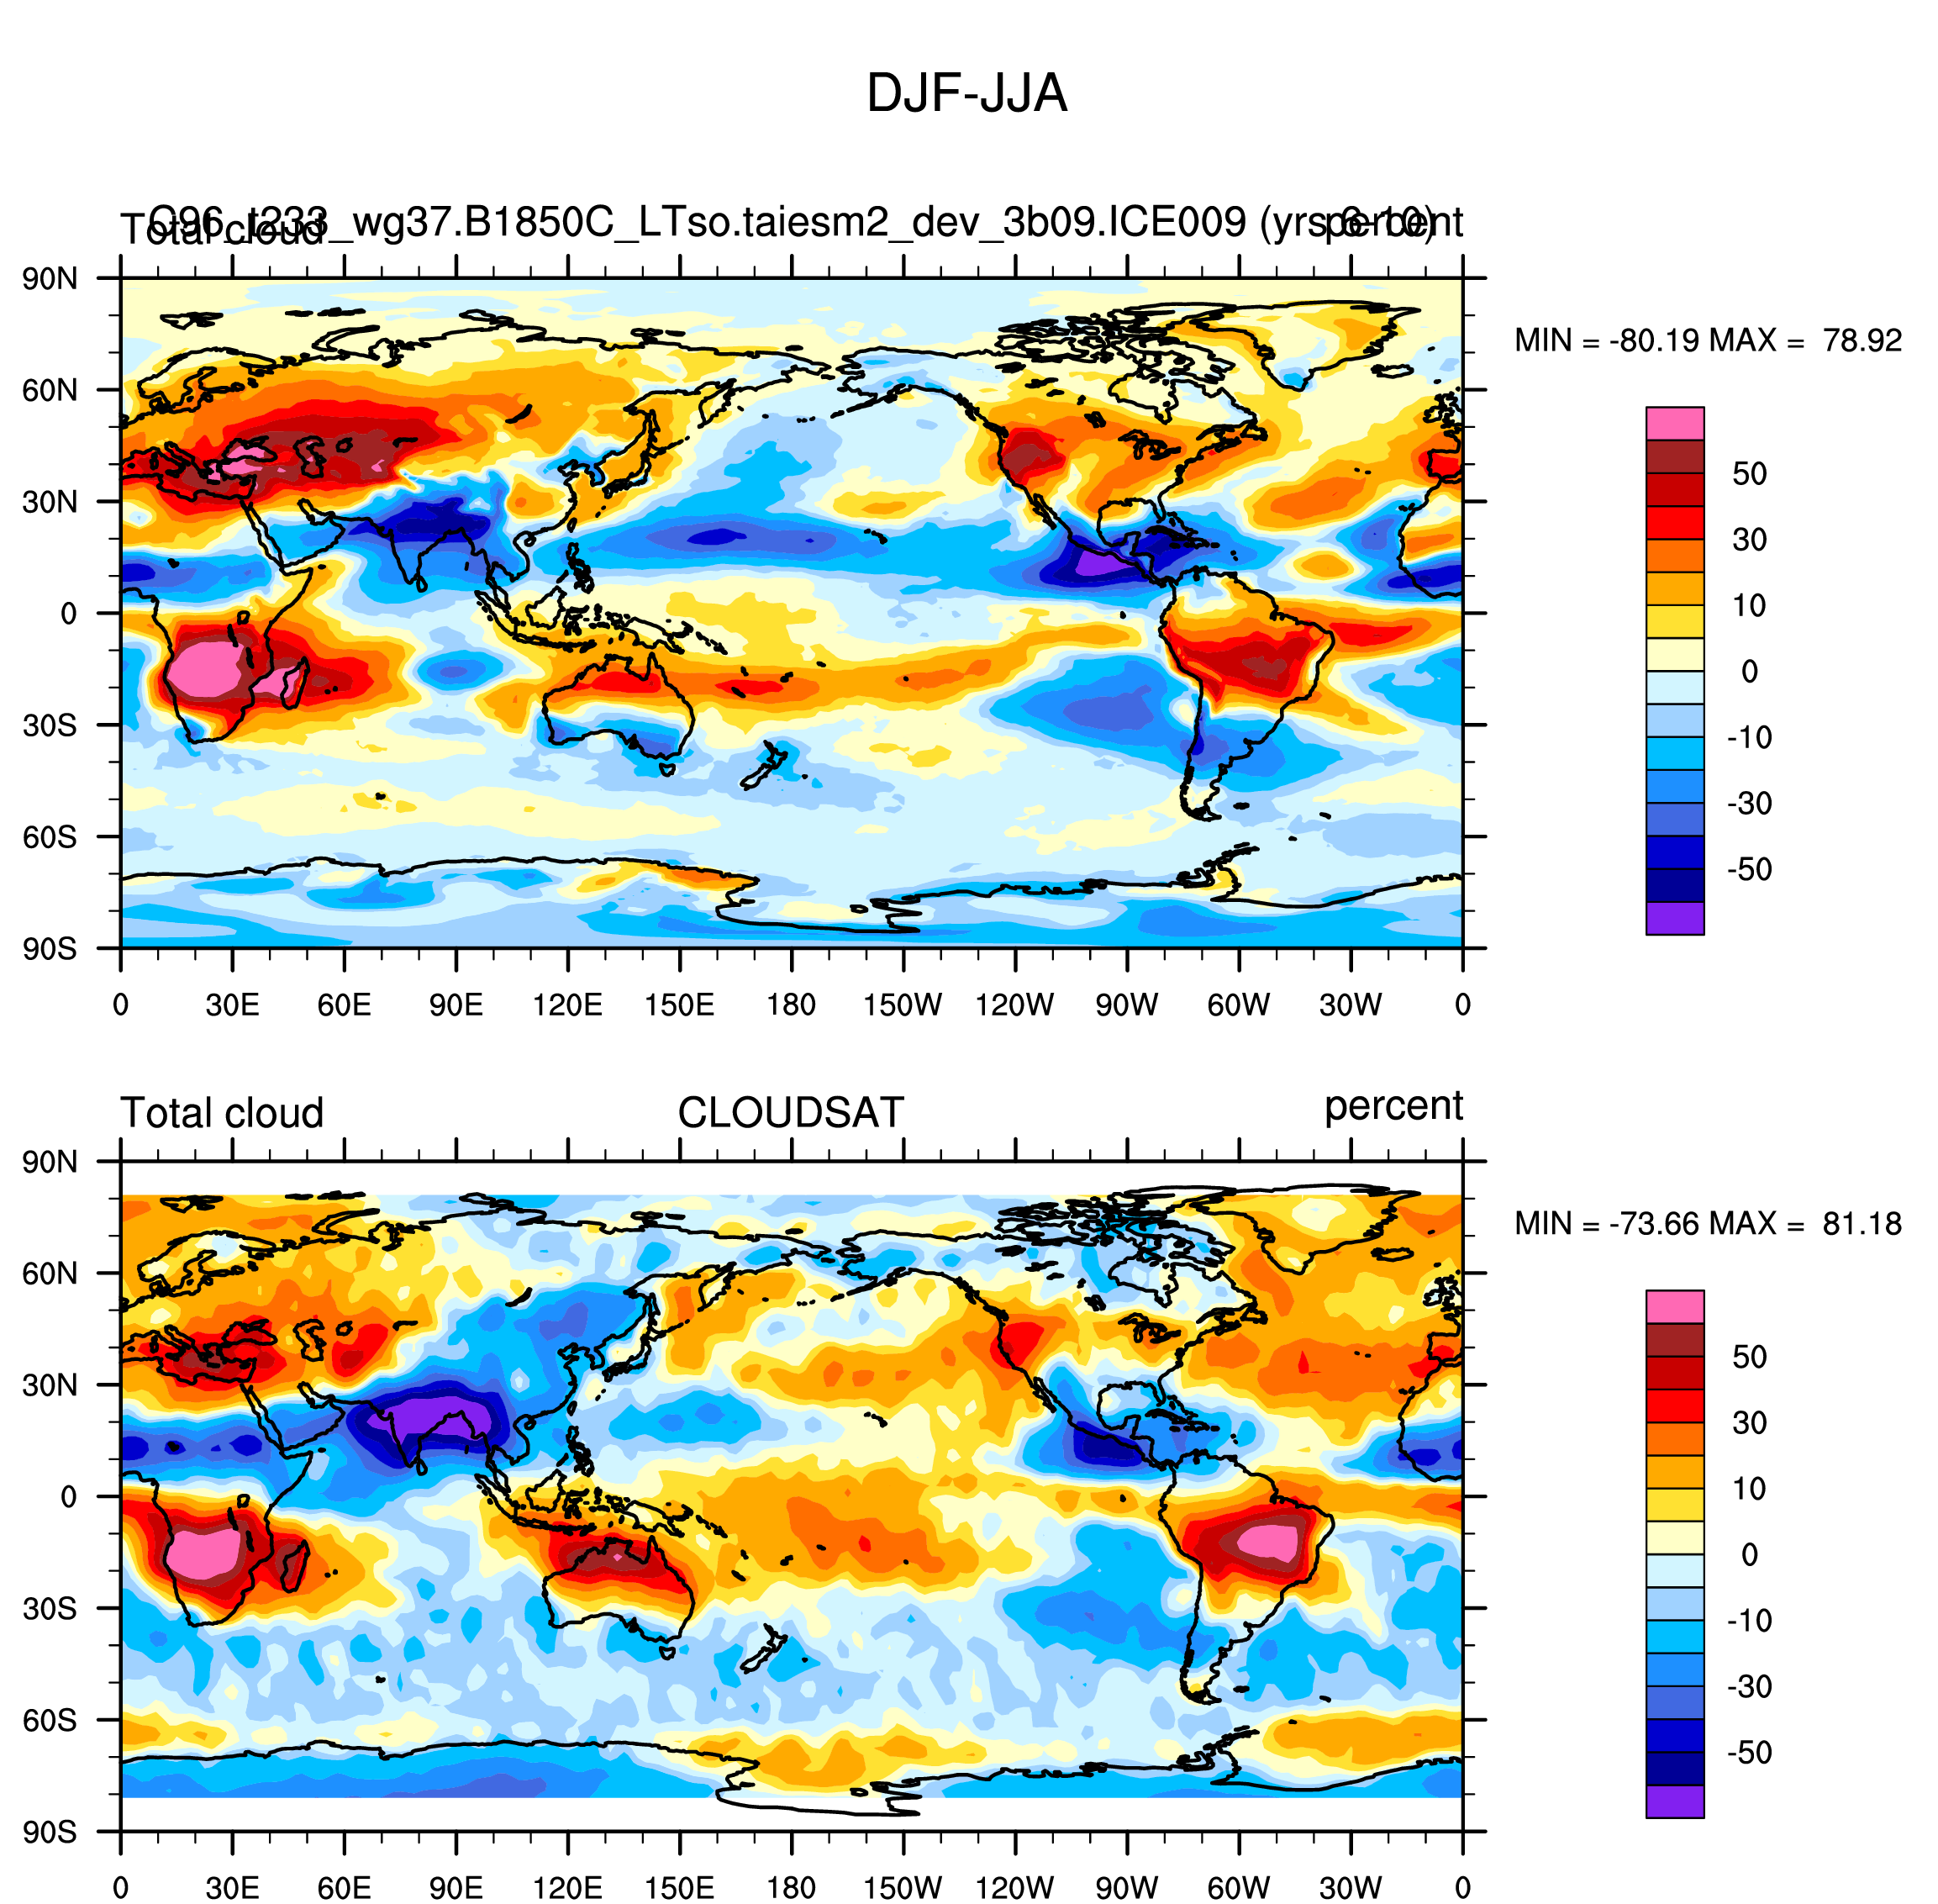 DJF-JJA
C96_t233_wg37.B1850C_LTso.taiesm2_dev_3b09.ICE009 (yrs 6-10)
Total cloud percent
MIN = -80.19 MAX = 78.92
90N
60N
30N
0
30S
60S
90S
0 30E 60E 90E 120E 150E 180 150W 120W 90W 60W 30W 0
50
30
10
0
-10
-30
-50
Total cloud CLOUDSAT percent
MIN = -73.66 MAX = 81.18
90N
60N
30N
0
30S
60S
90S
0 30E 60E 90E 120E 150E 180 150W 120W 90W 60W 30W 0
50
30
10
0
-10
-30
-50